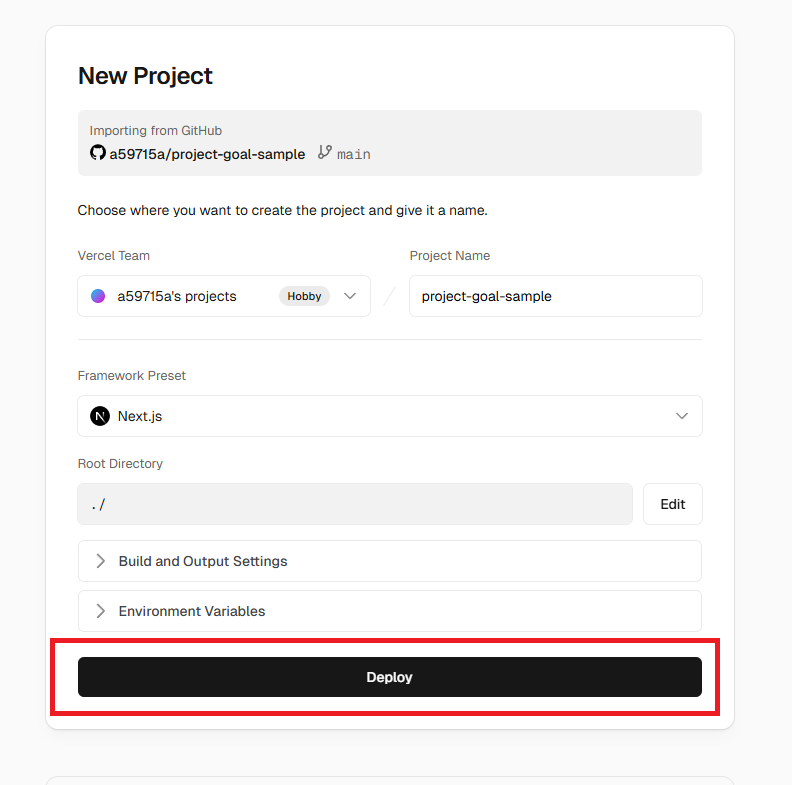 New Project
Importing from GitHub
a59715a/project-goal-sample main
Choose where you want to create the project and give it a name.
Vercel Team
Project Name
a59715a's projects Hobby
project-goal-sample
Framework Preset
N Next.js
Root Directory
./
Edit
Build and Output Settings
Environment Variables
Deploy